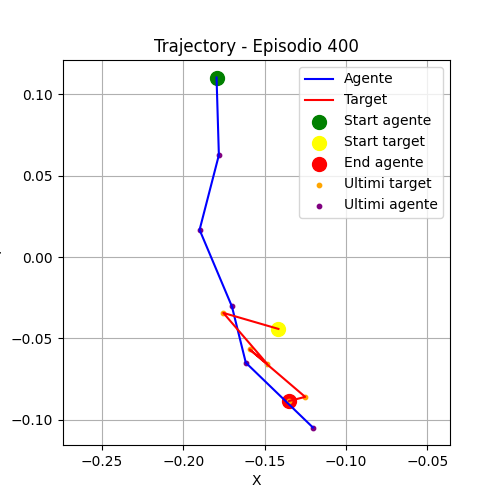 Trajectory - Episodio 400
Agente
Target
Start agente
Start target
End agente
Ultimi target
Ultimi agente
0.10
0.05
0.00
−0.05
−0.10
−0.25
−0.20
−0.15
−0.10
−0.05
X